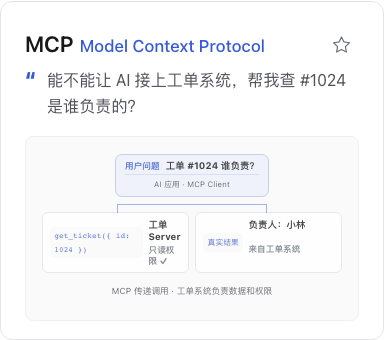 MCP Model Context Protocol
“ 能不能让 AI 接上工单系统，帮我查 #1024
是谁负责的？
用户问题 工单 #1024 谁负责？
AI 应用 · MCP Client
get_ticket({ id:
1024 })
工单
Server
只读权
限 ✓
真实结果
负责人：小林
来自工单系统
MCP 传递调用 · 工单系统负责数据和权限